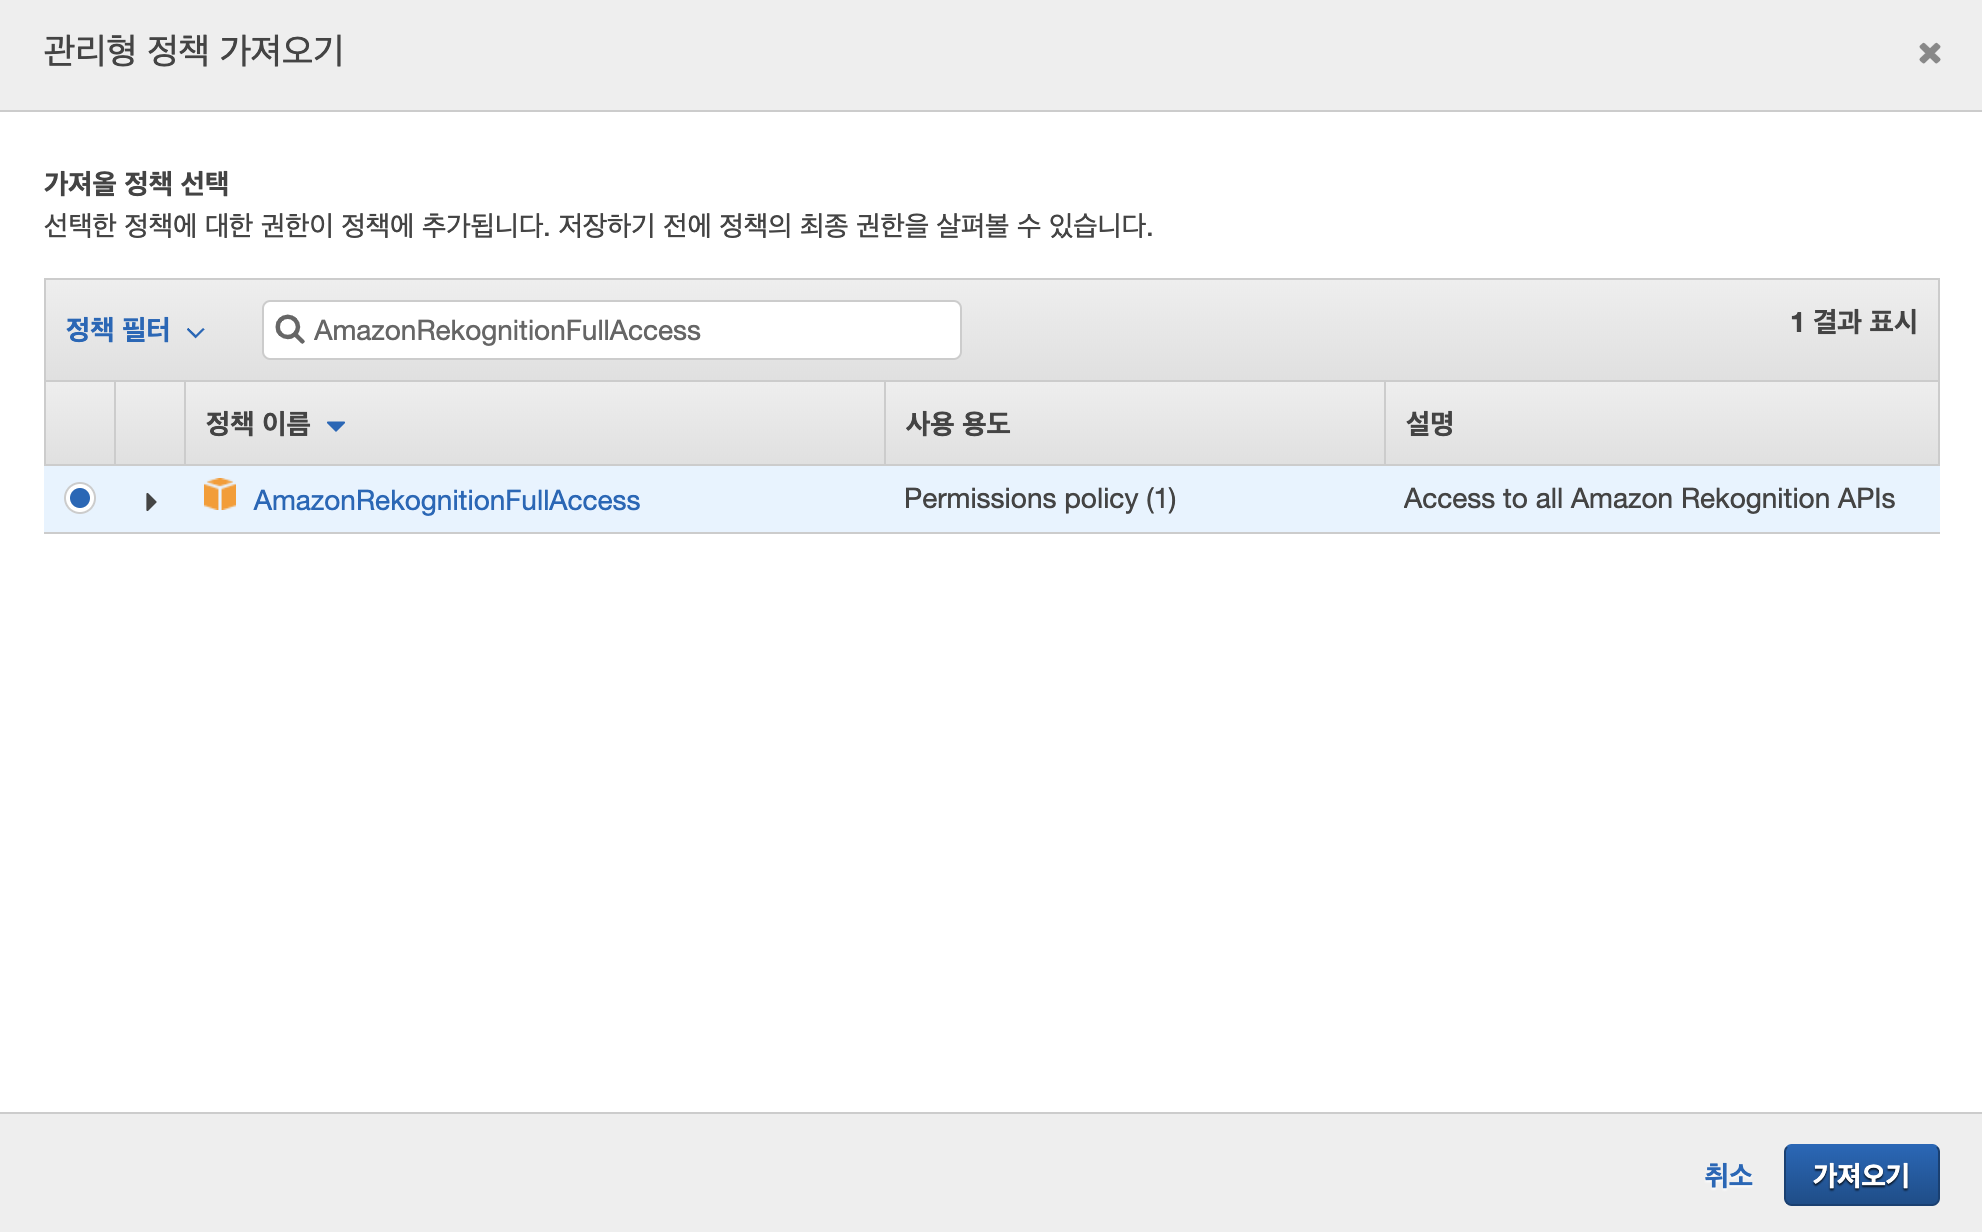 관리형 정책 가져오기
가져올 정책 선택
선택한 정책에 대한 권한이 정책에 추가됩니다. 저장하기 전에 정책의 최종 권한을 살펴볼 수 있습니다.
정책 필터 AmazonRekognitionFullAccess 1 결과 표시
정책 이름 사용 용도 설명
AmazonRekognitionFullAccess Permissions policy (1) Access to all Amazon Rekognition APIs
취소 가져오기